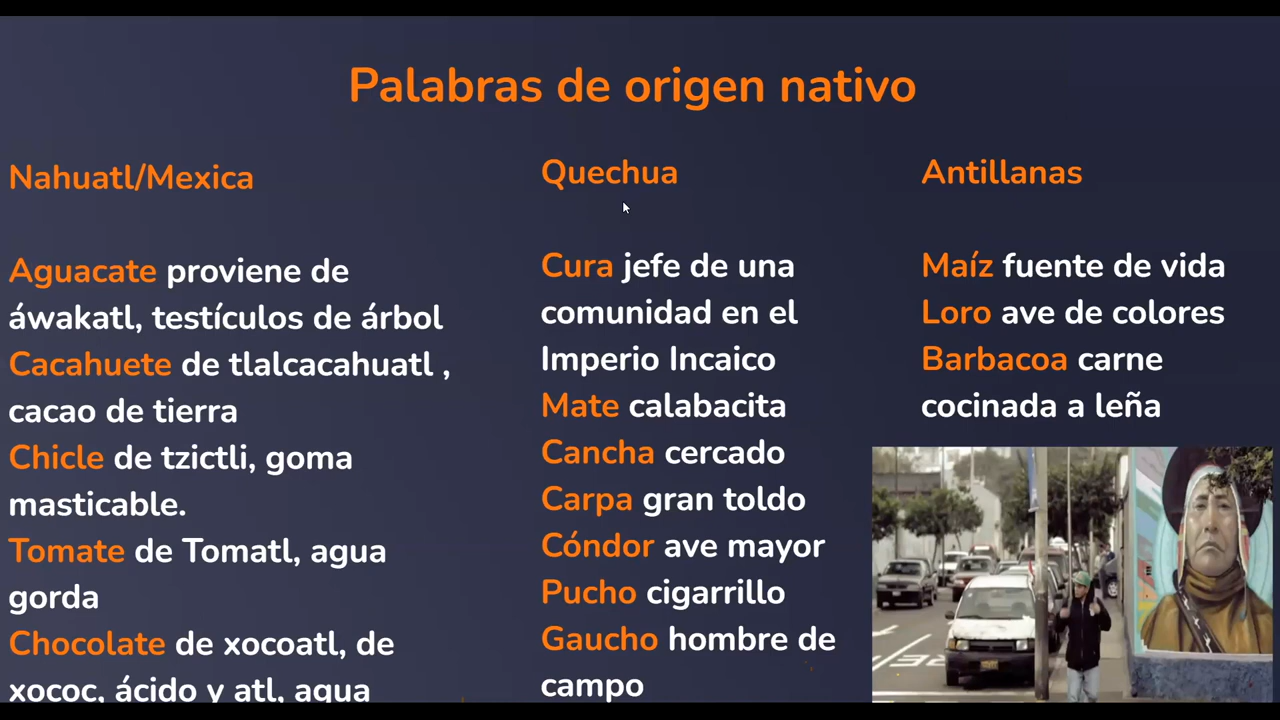 Palabras de origen nativo
Nahuatl/Mexica
Aguacate proviene de
áwakatl, testículos de árbol
Cacahuete de tlalcacahuatl ,
cacao de tierra
Chicle de tzictli, goma
masticable.
Tomate de Tomatl, agua
gorda
Chocolate de xocoatl, de
xococ, ácido y atl, agua
Quechua
Cura jefe de una
comunidad en el
Imperio Incaico
Mate calabacita
Cancha cercado
Carpa gran toldo
Cóndor ave mayor
Pucho cigarrillo
Gaucho hombre de
campo
Antillanas
Maíz fuente de vida
Loro ave de colores
Barbacoa carne
cocinada a leña